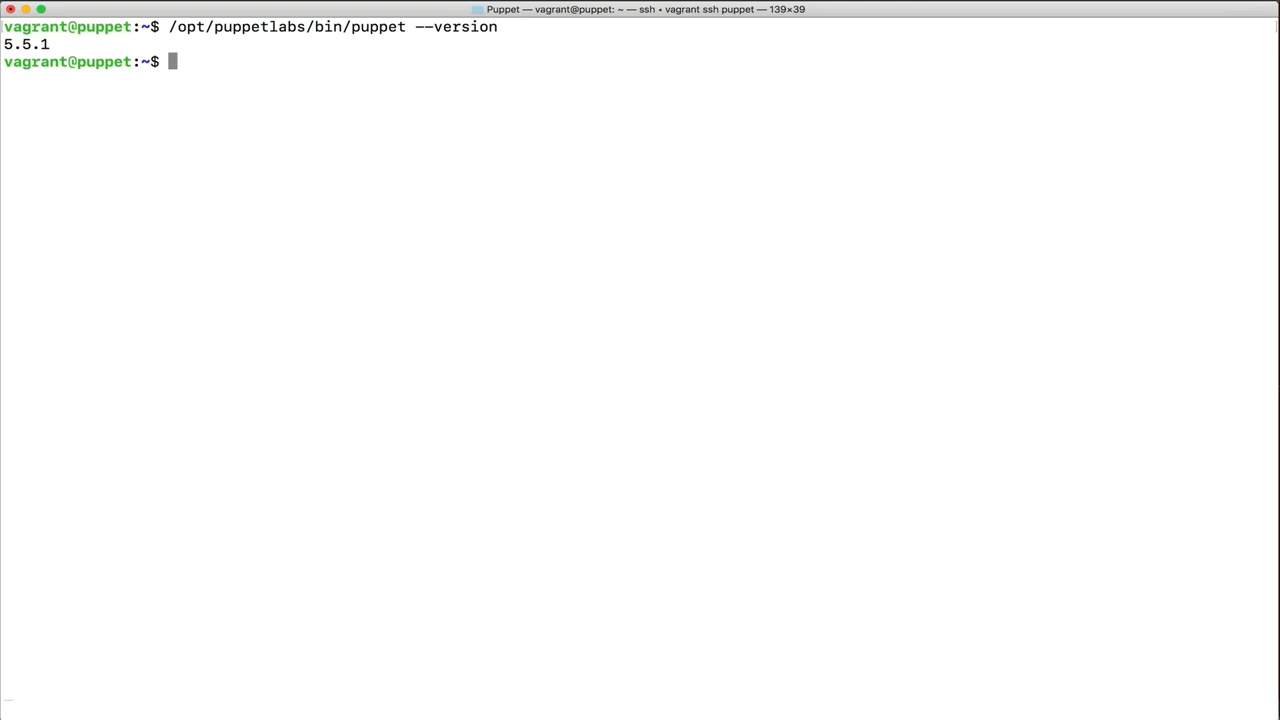 Puppet — vagrant@puppet: ~ — ssh ◂ vagrant ssh puppet — 139×39
vagrant@puppet:~$ /opt/puppetlabs/bin/puppet --version
5.5.1
vagrant@puppet:~$